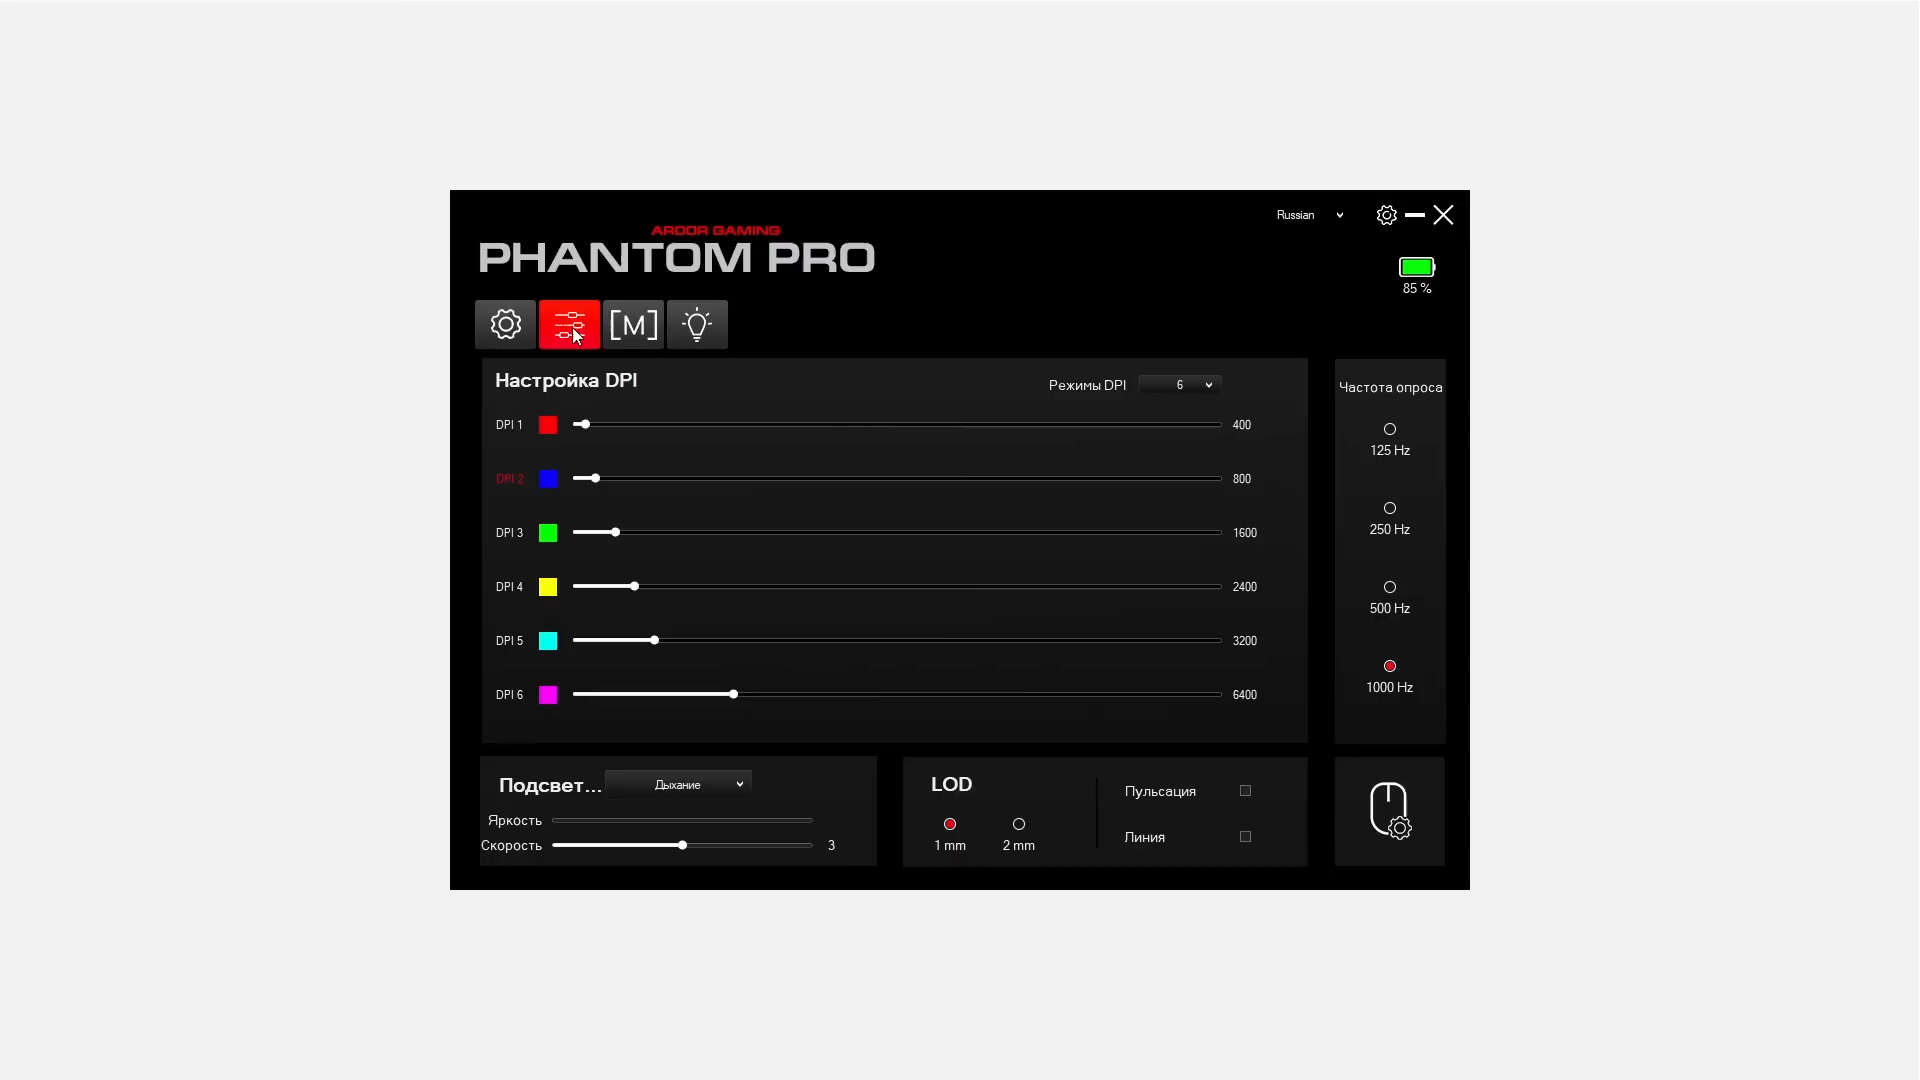 Russian
ARDOR GAMING
PHANTOM PRO
85 %
[M]
Настройка DPI
Режимы DPI 6
Частота опроса
DPI 1 400
DPI 2 800
DPI 3 1600
DPI 4 2400
DPI 5 3200
DPI 6 6400
125 Hz
250 Hz
500 Hz
1000 Hz
Подсвет... Дыхание
Яркость
Скорость 3
LOD
1 mm 2 mm
Пульсация
Линия